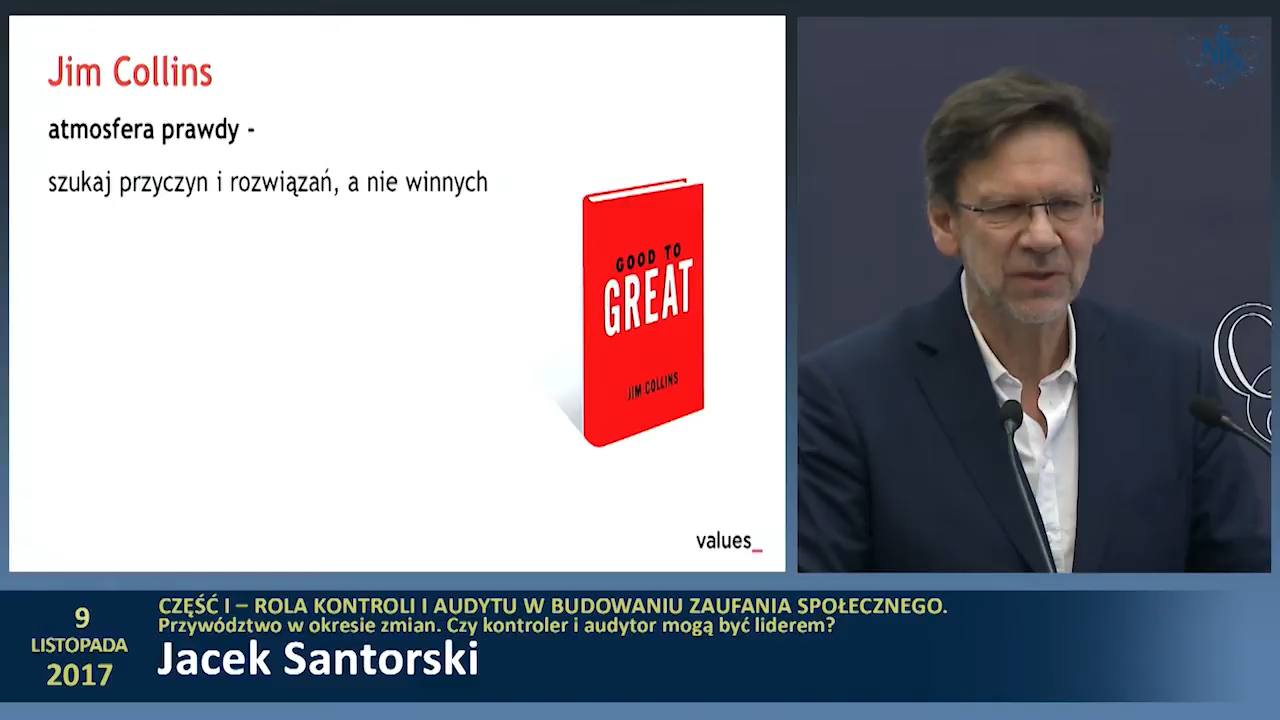 Jim Collins
atmosfera prawdy -
szukaj przyczyn i rozwiązań, a nie winnych
GOOD TO
GREAT
JIM COLLINS
values_
NIK
9
LISTOPADA
2017
CZĘŚĆ I – ROLA KONTROLI I AUDYTU W BUDOWANIU ZAUFANIA SPOŁECZNEGO.
Przywództwo w okresie zmian. Czy kontroler i audytor mogą być liderem?
Jacek Santorski